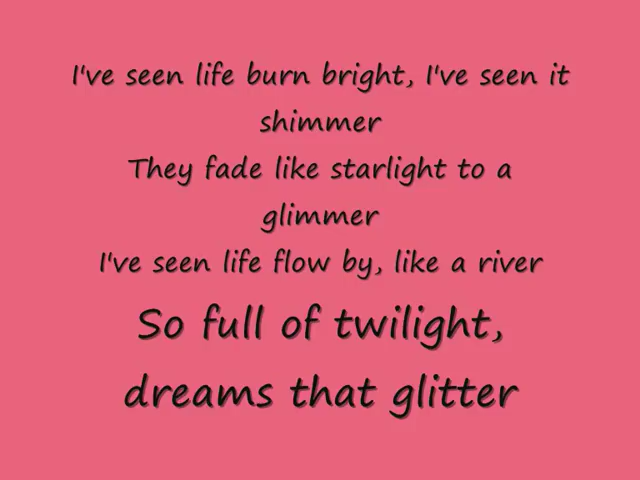 I've seen life burn bright, I've seen it
shimmer
They fade like starlight to a
glimmer
I've seen life flow by, like a river
So full of twilight,
dreams that glitter